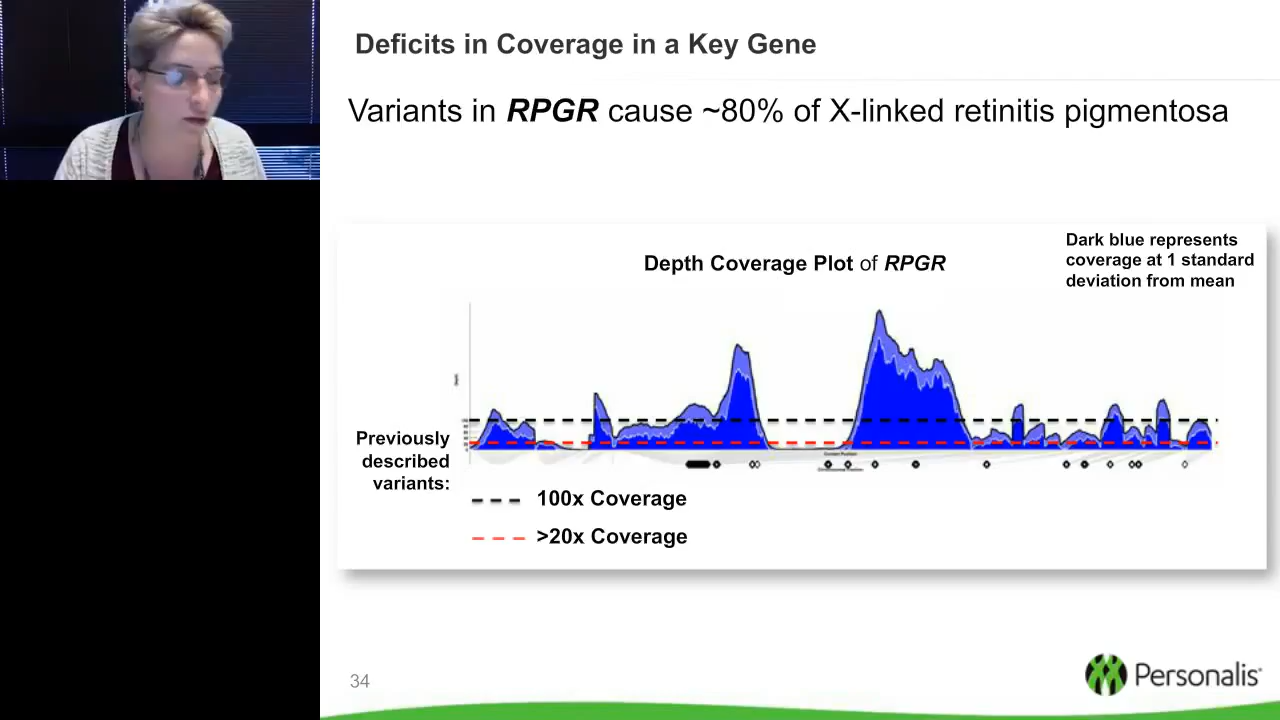 Deficits in Coverage in a Key Gene
Variants in RPGR cause ~80% of X-linked retinitis pigmentosa
Dark blue represents
coverage at 1 standard
deviation from mean
Depth Coverage Plot of RPGR
Previously
described
variants:
100x Coverage
>20x Coverage
34
Personalis